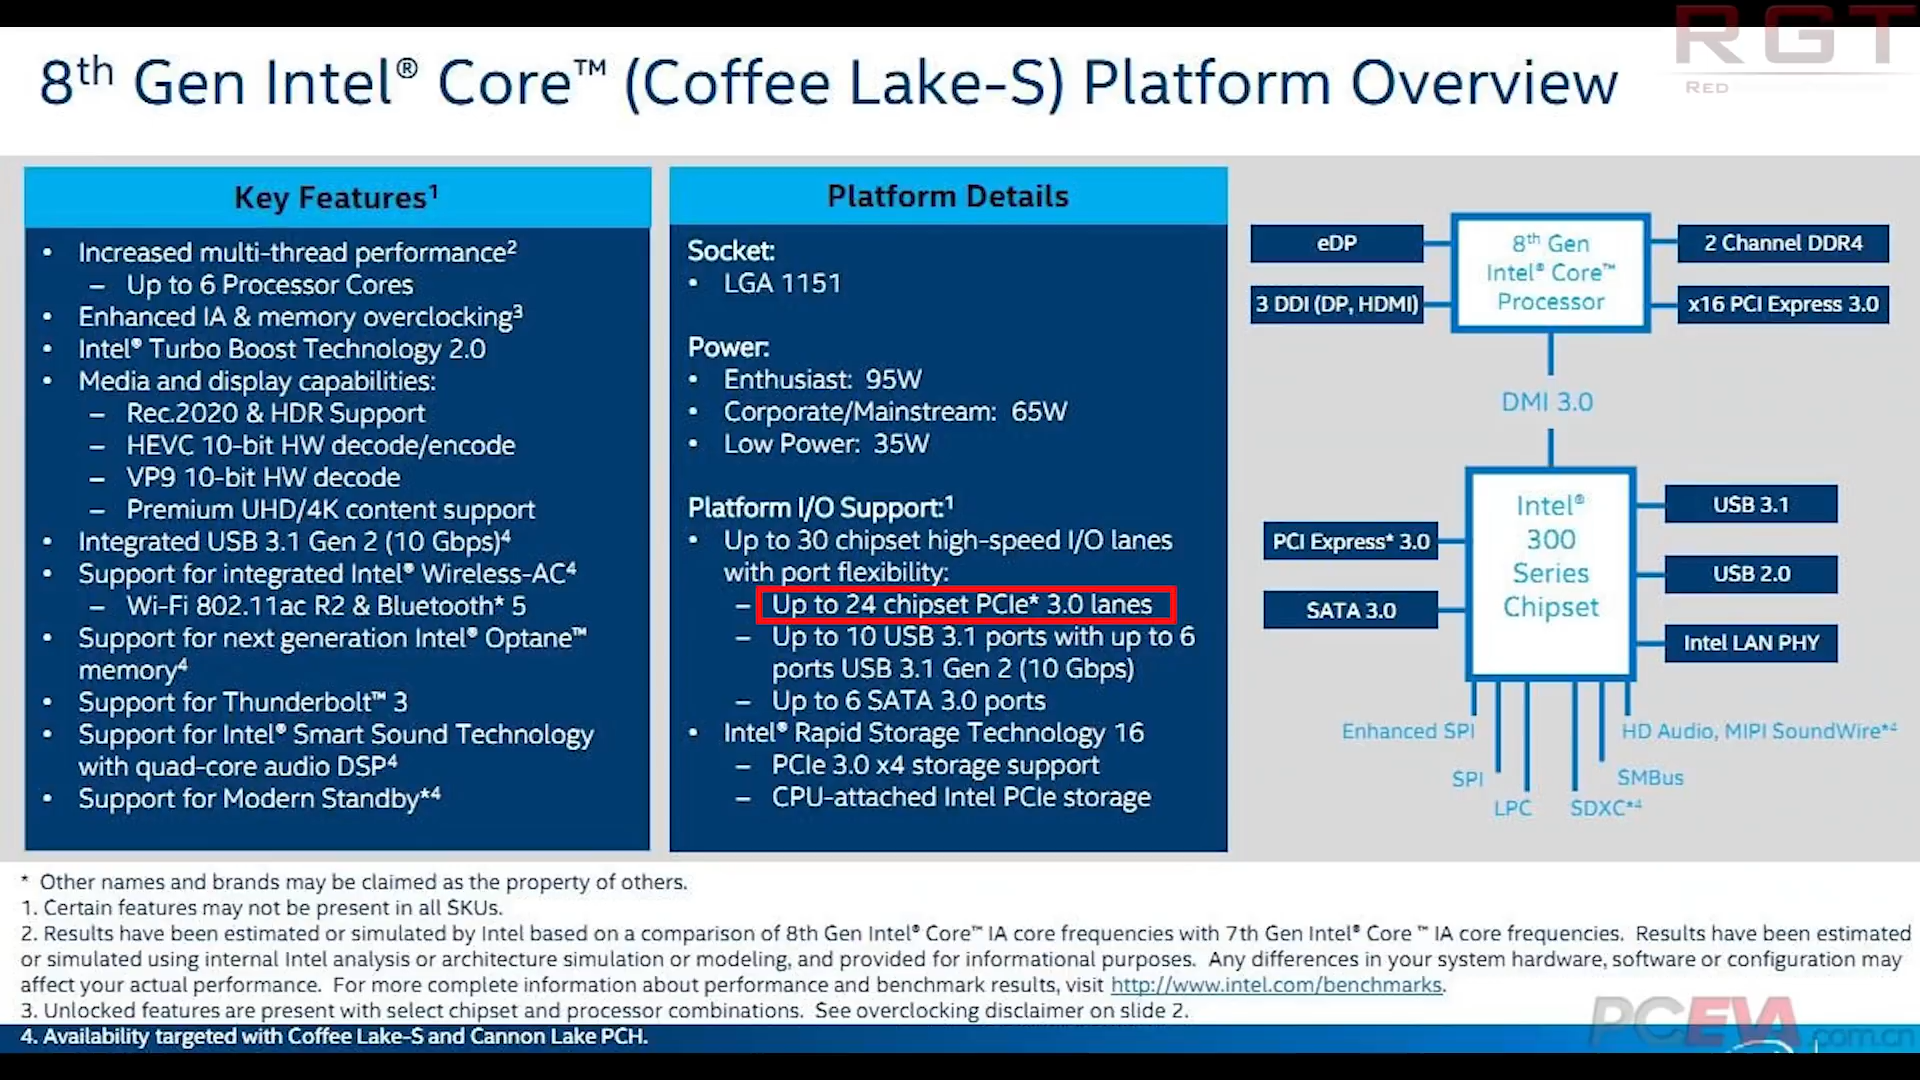 RGT
RED
8th Gen Intel® Core™ (Coffee Lake-S) Platform Overview
Key Features¹
• Increased multi-thread performance²
– Up to 6 Processor Cores
• Enhanced IA & memory overclocking³
• Intel® Turbo Boost Technology 2.0
• Media and display capabilities:
– Rec.2020 & HDR Support
– HEVC 10-bit HW decode/encode
– VP9 10-bit HW decode
– Premium UHD/4K content support
• Integrated USB 3.1 Gen 2 (10 Gbps)⁴
• Support for integrated Intel® Wireless-AC⁴
– Wi-Fi 802.11ac R2 & Bluetooth* 5
• Support for next generation Intel® Optane™
memory⁴
• Support for Thunderbolt™ 3
• Support for Intel® Smart Sound Technology
with quad-core audio DSP⁴
• Support for Modern Standby*⁴
Platform Details
Socket:
• LGA 1151
Power:
• Enthusiast: 95W
• Corporate/Mainstream: 65W
• Low Power: 35W
Platform I/O Support:¹
• Up to 30 chipset high-speed I/O lanes
with port flexibility:
– Up to 24 chipset PCIe* 3.0 lanes
– Up to 10 USB 3.1 ports with up to 6
ports USB 3.1 Gen 2 (10 Gbps)
– Up to 6 SATA 3.0 ports
• Intel® Rapid Storage Technology 16
– PCIe 3.0 x4 storage support
– CPU-attached Intel PCIe storage
eDP
3 DDI (DP, HDMI)
8th Gen
Intel® Core™
Processor
2 Channel DDR4
x16 PCI Express 3.0
DMI 3.0
PCI Express* 3.0
SATA 3.0
Intel®
300
Series
Chipset
USB 3.1
USB 2.0
Intel LAN PHY
Enhanced SPI
SPI
LPC
SDXC*⁴
SMBus
HD Audio, MIPI SoundWire*⁴
* Other names and brands may be claimed as the property of others.
1. Certain features may not be present in all SKUs.
2. Results have been estimated or simulated by Intel based on a comparison of 8th Gen Intel® Core™ IA core frequencies with 7th Gen Intel® Core ™ IA core frequencies. Results have been estimated
or simulated using internal Intel analysis or architecture simulation or modeling, and provided for informational purposes. Any differences in your system hardware, software or configuration may
affect your actual performance. For more complete information about performance and benchmark results, visit http://www.intel.com/benchmarks.
3. Unlocked features are present with select chipset and processor combinations. See overclocking disclaimer on slide 2.
4. Availability targeted with Coffee Lake-S and Cannon Lake PCH.
PCEVA.com.cn